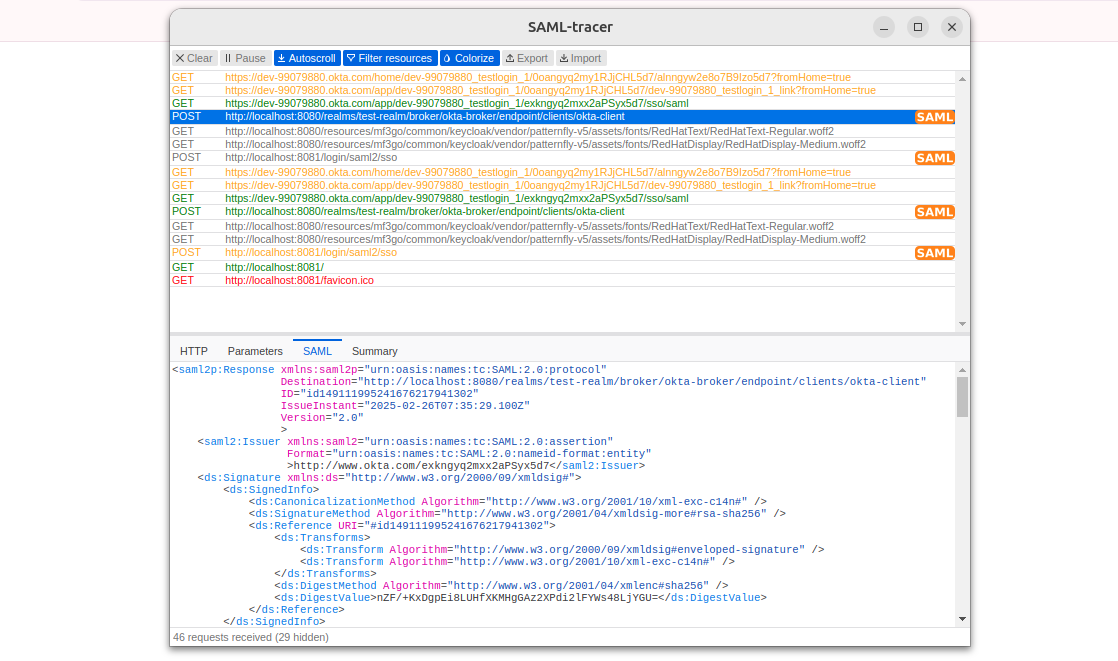 SAML-tracer
Clear Pause Autoscroll Filter resources Colorize Export Import
GET https://dev-99079880.okta.com/home/dev-99079880_testlogin_1/0oangyq2my1RJjCHL5d7/alnngyw2e8o7B9Izo5d7?fromHome=true
GET https://dev-99079880.okta.com/app/dev-99079880_testlogin_1/0oangyq2my1RJjCHL5d7/dev-99079880_testlogin_1_link?fromHome=true
GET https://dev-99079880.okta.com/app/dev-99079880_testlogin_1/exkngyq2mxx2aPSyx5d7/sso/saml
POST http://localhost:8080/realms/test-realm/broker/okta-broker/endpoint/clients/okta-client SAML
GET http://localhost:8080/resources/mf3go/common/keycloak/vendor/patternfly-v5/assets/fonts/RedHatText/RedHatText-Regular.woff2
GET http://localhost:8080/resources/mf3go/common/keycloak/vendor/patternfly-v5/assets/fonts/RedHatDisplay/RedHatDisplay-Medium.woff2
POST http://localhost:8081/login/saml2/sso SAML
GET https://dev-99079880.okta.com/home/dev-99079880_testlogin_1/0oangyq2my1RJjCHL5d7/alnngyw2e8o7B9Izo5d7?fromHome=true
GET https://dev-99079880.okta.com/app/dev-99079880_testlogin_1/0oangyq2my1RJjCHL5d7/dev-99079880_testlogin_1_link?fromHome=true
GET https://dev-99079880.okta.com/app/dev-99079880_testlogin_1/exkngyq2mxx2aPSyx5d7/sso/saml
POST http://localhost:8080/realms/test-realm/broker/okta-broker/endpoint/clients/okta-client SAML
GET http://localhost:8080/resources/mf3go/common/keycloak/vendor/patternfly-v5/assets/fonts/RedHatText/RedHatText-Regular.woff2
GET http://localhost:8080/resources/mf3go/common/keycloak/vendor/patternfly-v5/assets/fonts/RedHatDisplay/RedHatDisplay-Medium.woff2
POST http://localhost:8081/login/saml2/sso SAML
GET http://localhost:8081/
GET http://localhost:8081/favicon.ico
HTTP Parameters SAML Summary
<saml2p:Response xmlns:saml2p="urn:oasis:names:tc:SAML:2.0:protocol"
Destination="http://localhost:8080/realms/test-realm/broker/okta-broker/endpoint/clients/okta-client"
ID="id149111995241676217941302"
IssueInstant="2025-02-26T07:35:29.100Z"
Version="2.0"
>
<saml2:Issuer xmlns:saml2="urn:oasis:names:tc:SAML:2.0:assertion"
Format="urn:oasis:names:tc:SAML:2.0:nameid-format:entity"
>http://www.okta.com/exkngyq2mxx2aPSyx5d7</saml2:Issuer>
<ds:Signature xmlns:ds="http://www.w3.org/2000/09/xmldsig#">
<ds:SignedInfo>
<ds:CanonicalizationMethod Algorithm="http://www.w3.org/2001/10/xml-exc-c14n#" />
<ds:SignatureMethod Algorithm="http://www.w3.org/2001/04/xmldsig-more#rsa-sha256" />
<ds:Reference URI="#id149111995241676217941302">
<ds:Transforms>
<ds:Transform Algorithm="http://www.w3.org/2000/09/xmldsig#enveloped-signature" />
<ds:Transform Algorithm="http://www.w3.org/2001/10/xml-exc-c14n#" />
</ds:Transforms>
<ds:DigestMethod Algorithm="http://www.w3.org/2001/04/xmlenc#sha256" />
<ds:DigestValue>nZF/+KxDgpEi8LUHfXKMHgGAz2XPdi2lFYWs48LjYGU=</ds:DigestValue>
</ds:Reference>
</ds:SignedInfo>
46 requests received (29 hidden)